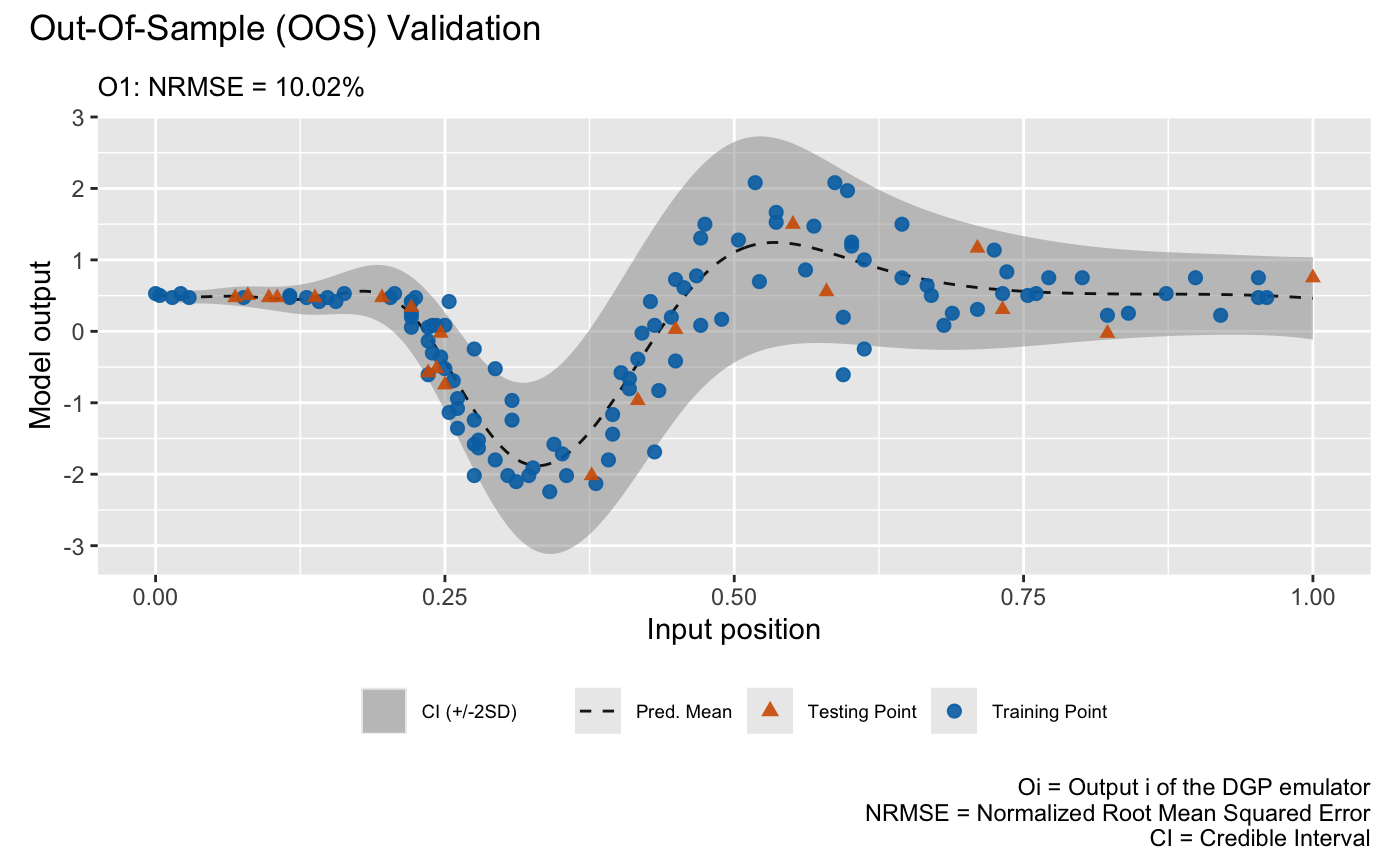 Out-Of-Sample (OOS) Validation
O1: NRMSE = 10.02%
3
2
1
0
-1
-2
-3
Model output
0.00 0.25 0.50 0.75 1.00
Input position
CI (+/-2SD) Pred. Mean Testing Point Training Point
Oi = Output i of the DGP emulator
NRMSE = Normalized Root Mean Squared Error
CI = Credible Interval